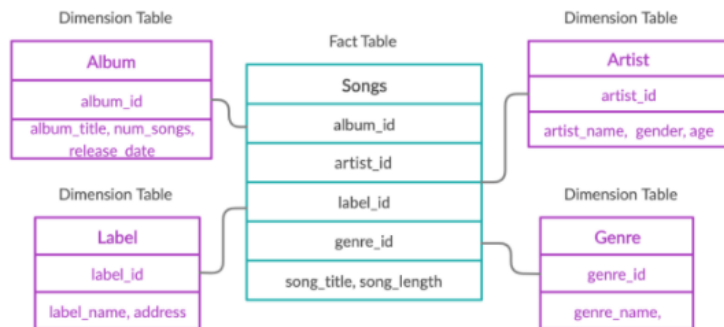 Dimension Table
Album
album_id
album_title, num_songs,
release_date
Fact Table
Songs
album_id
artist_id
label_id
genre_id
song_title, song_length
Dimension Table
Artist
artist_id
artist_name, gender, age
Dimension Table
Label
label_id
label_name, address
Dimension Table
Genre
genre_id
genre_name,